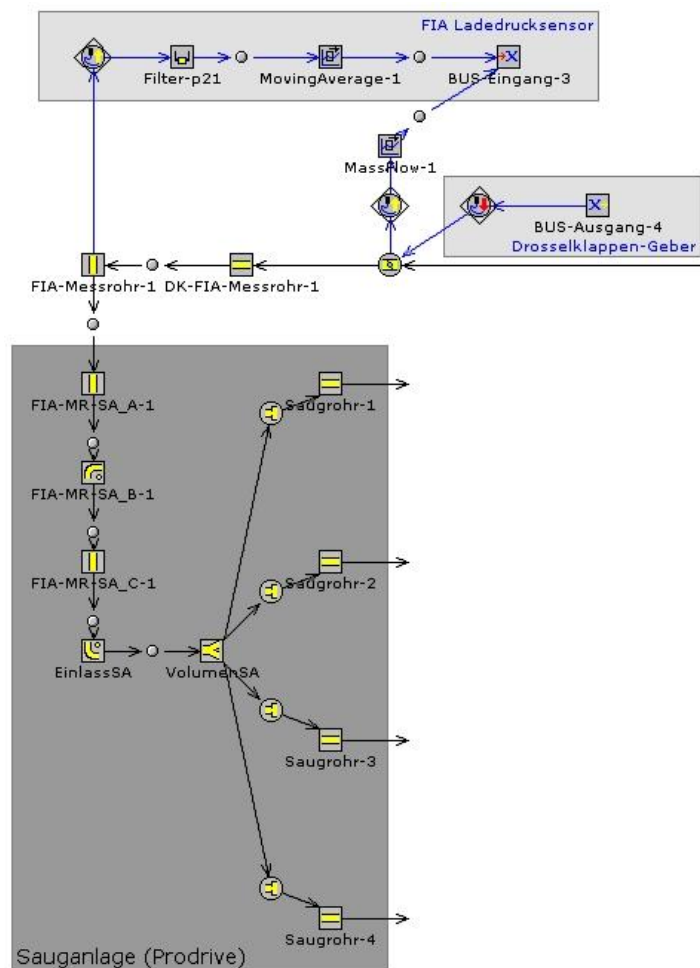 FIA Ladedrucksensor
Filter-p21
MovingAverage-1
BUS-Eingang-3
MassFlow-1
BUS-Ausgang-4
Drosselklappen-Geber
FIA-Messrohr-1
DK-FIA-Messrohr-1
FIA-MR-SA_A-1
Saugrohr-1
FIA-MR-SA_B-1
FIA-MR-SA_C-1
Saugrohr-2
EinlassSA
VolumenSA
Saugrohr-3
Saugrohr-4
Sauganlage (Prodrive)